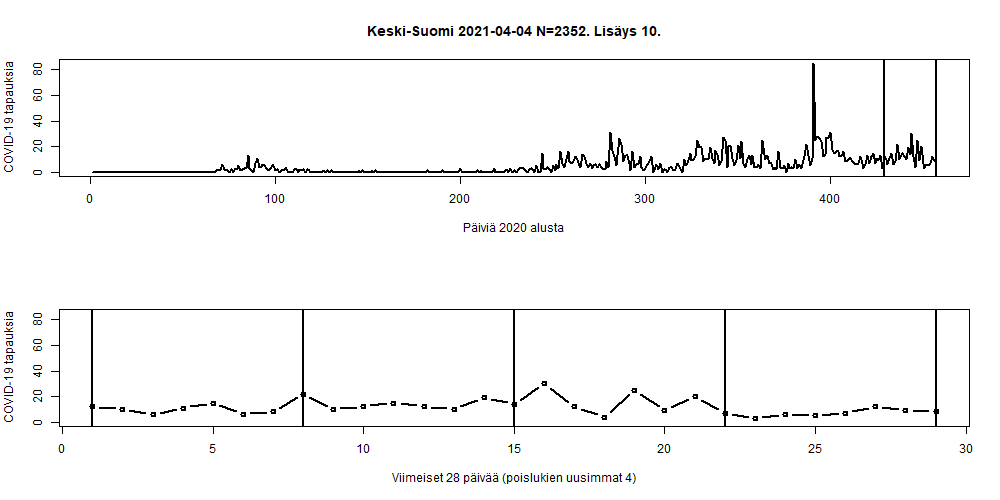 Keski-Suomi 2021-04-04 N=2352. Lisäys 10.
COVID-19 tapauksia
80
60
40
20
0
0 100 200 300 400
Päiviä 2020 alusta
COVID-19 tapauksia
80
60
40
20
0
0 5 10 15 20 25 30
Viimeiset 28 päivää (poislukien uusimmat 4)